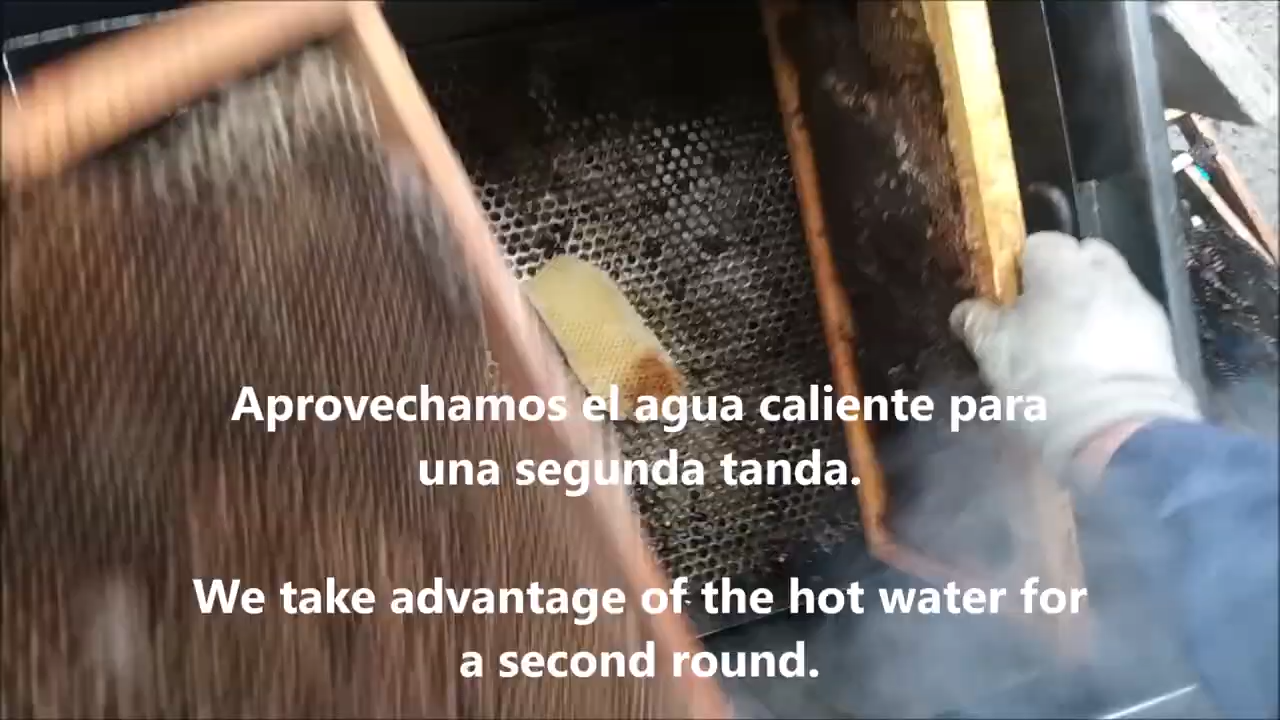 Aprovechamos el agua caliente para
una segunda tanda.
We take advantage of the hot water for
a second round.